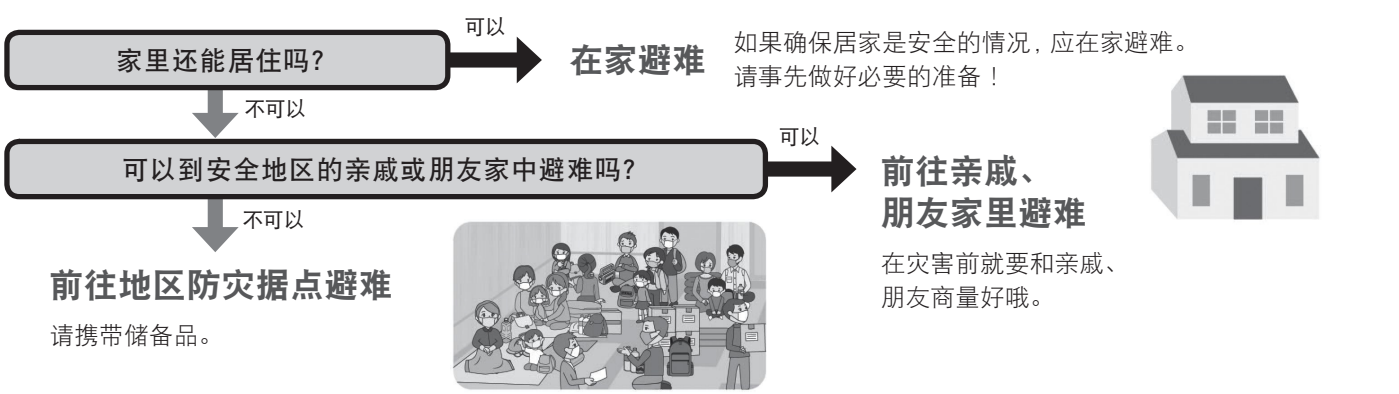 家里还能居住吗?
可以
在家避难
如果确保居家是安全的情况，应在家避难。
请事先做好必要的准备！
不可以
可以到安全地区的亲戚或朋友家中避难吗?
可以
前往亲戚、
朋友家里避难
在灾害前就要和亲戚、
朋友商量好哦。
不可以
前往地区防灾据点避难
请携带储备品。